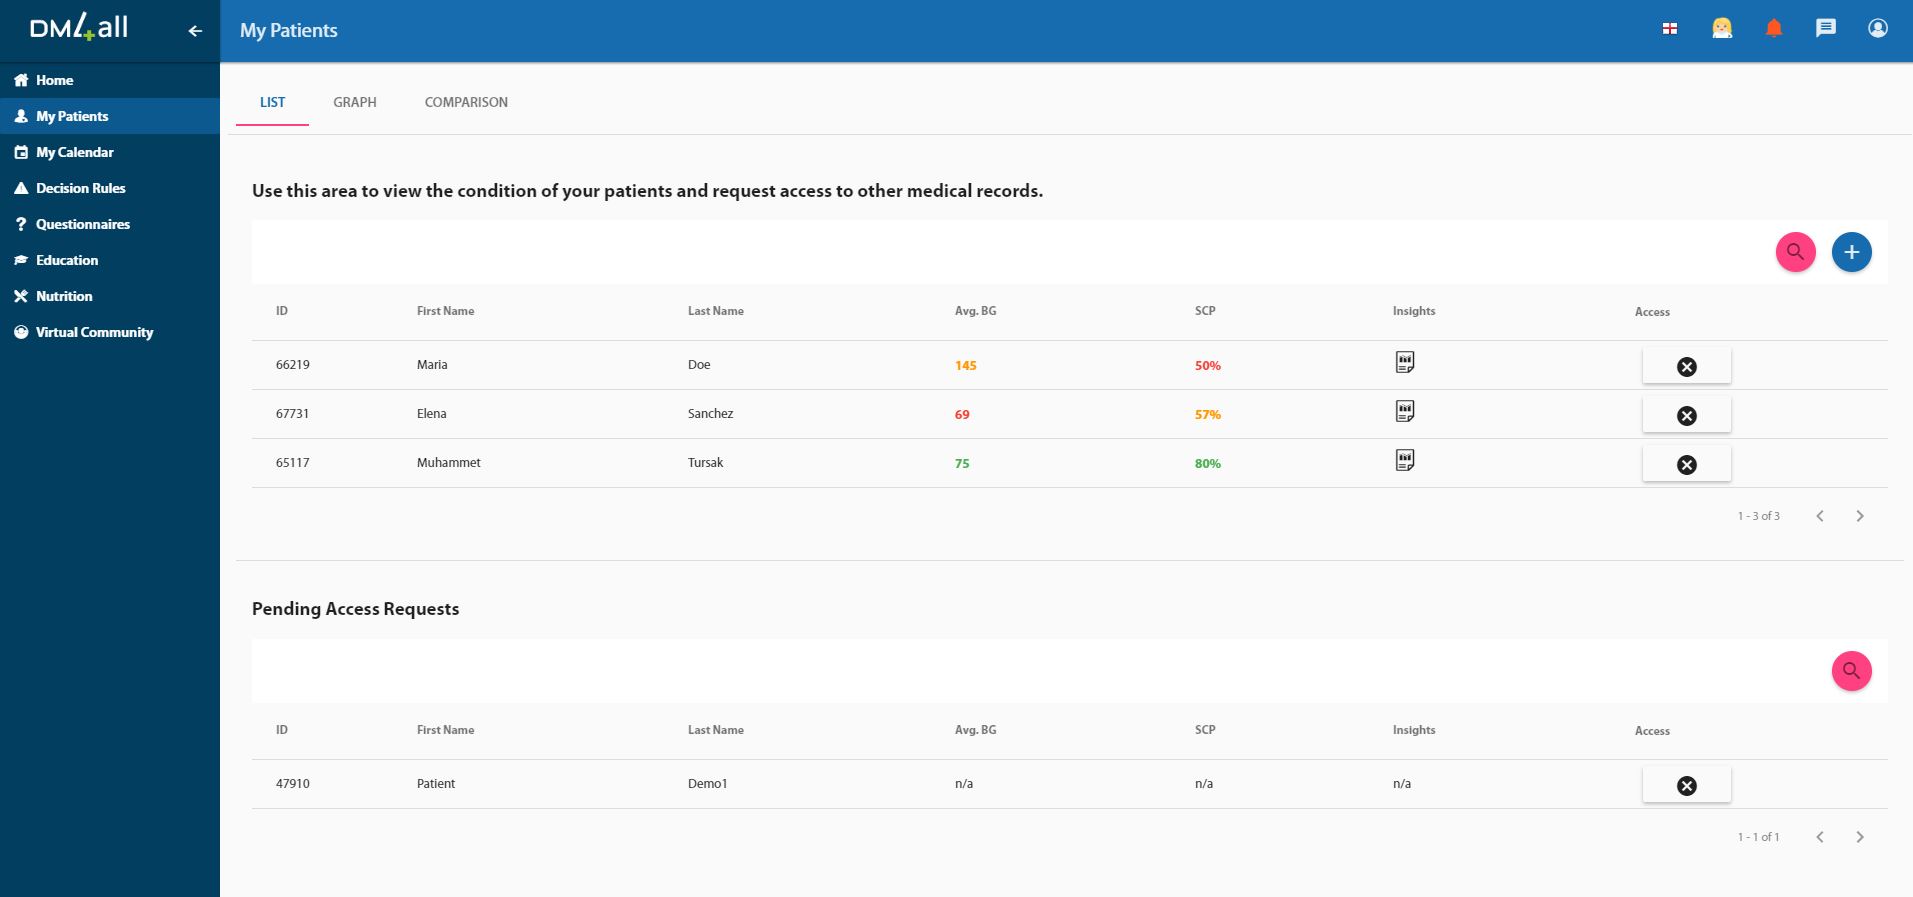 DM4all
My Patients
Home
My Patients
My Calendar
Decision Rules
Questionnaires
Education
Nutrition
Virtual Community
LIST GRAPH COMPARISON
Use this area to view the condition of your patients and request access to other medical records.
ID First Name Last Name Avg. BG SCP Insights Access
66219 Maria Doe 145 50%
67731 Elena Sanchez 69 57%
65117 Muhammet Tursak 75 80%
1 - 3 of 3
Pending Access Requests
ID First Name Last Name Avg. BG SCP Insights Access
47910 Patient Demo1 n/a n/a n/a
1 - 1 of 1